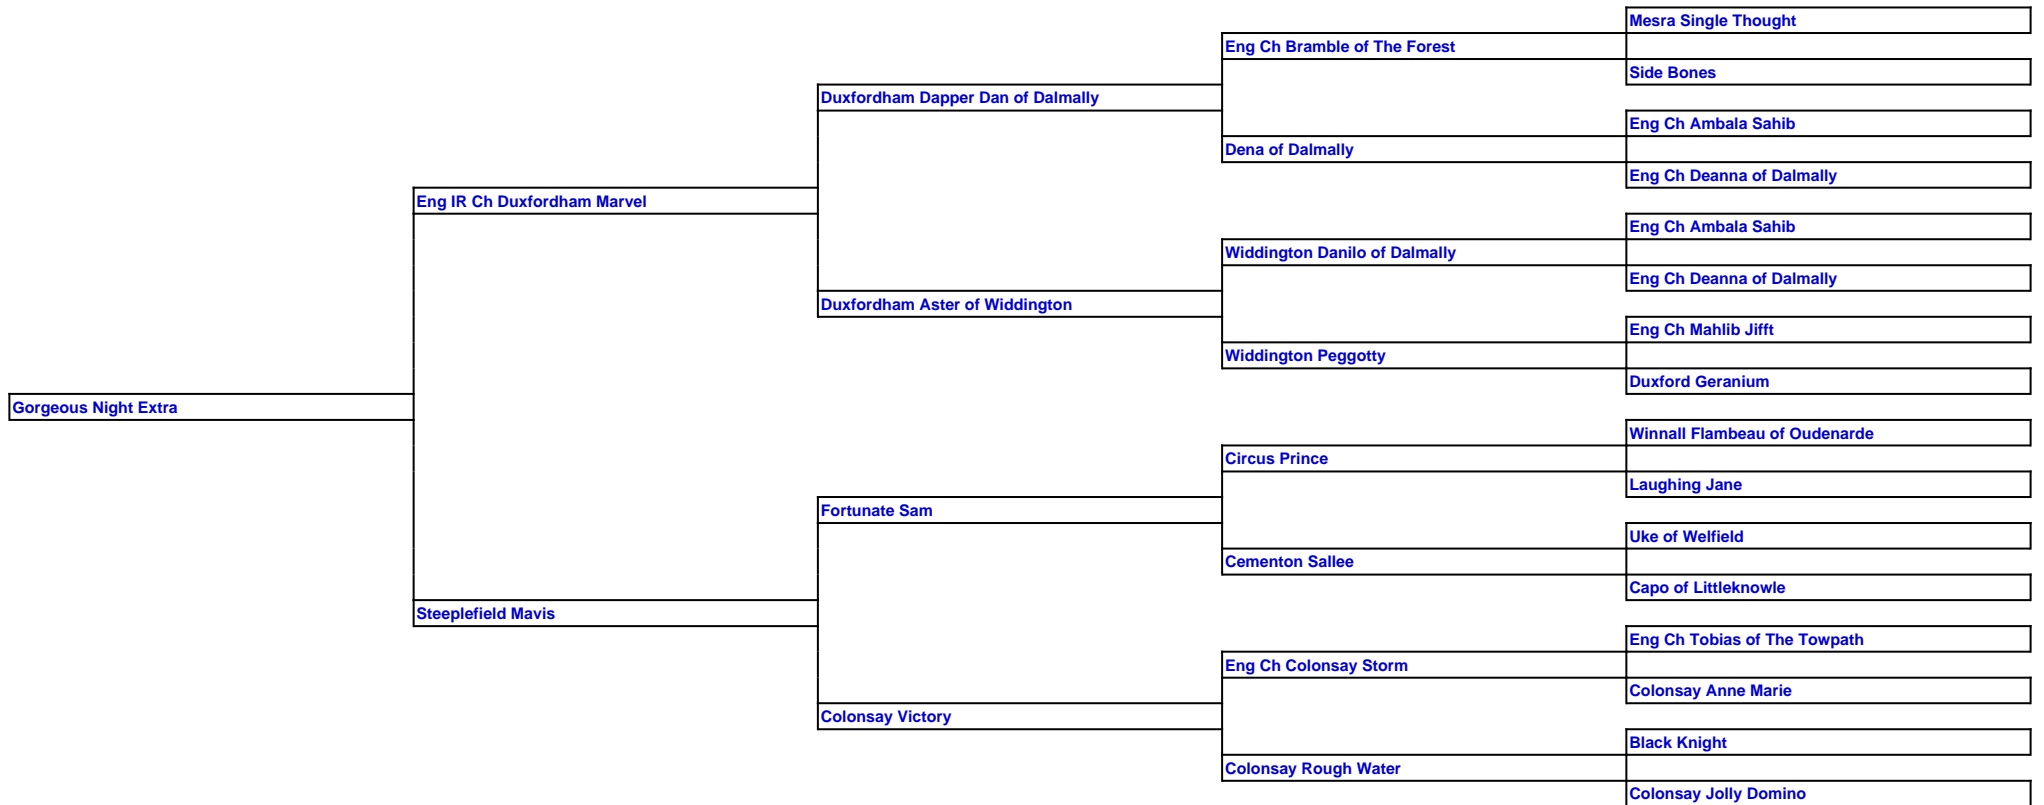 Mesra Single Thought
Eng Ch Bramble of The Forest
Side Bones
Duxfordham Dapper Dan of Dalmally
Eng Ch Ambala Sahib
Dena of Dalmally
Eng Ch Deanna of Dalmally
Eng IR Ch Duxfordham Marvel
Eng Ch Ambala Sahib
Widdington Danilo of Dalmally
Eng Ch Deanna of Dalmally
Duxfordham Aster of Widdington
Eng Ch Mahlib Jifft
Widdington Peggotty
Duxford Geranium
Gorgeous Night Extra
Winnall Flambeau of Oudenarde
Circus Prince
Laughing Jane
Fortunate Sam
Uke of Welfield
Cementon Sallee
Capo of Littleknowle
Steeplefield Mavis
Eng Ch Tobias of The Towpath
Eng Ch Colonsay Storm
Colonsay Anne Marie
Colonsay Victory
Black Knight
Colonsay Rough Water
Colonsay Jolly Domino